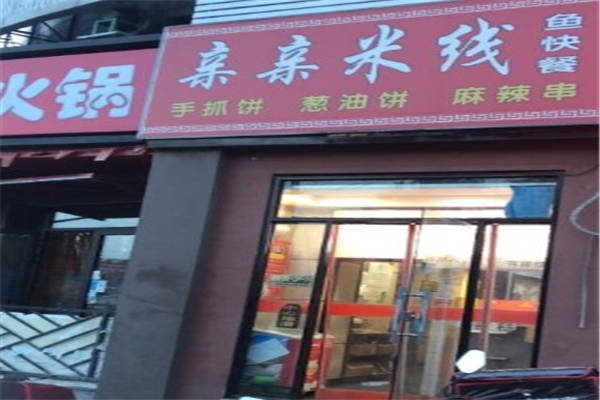 火锅
亲亲米线
鱼快餐
手抓饼 葱油饼 麻辣串